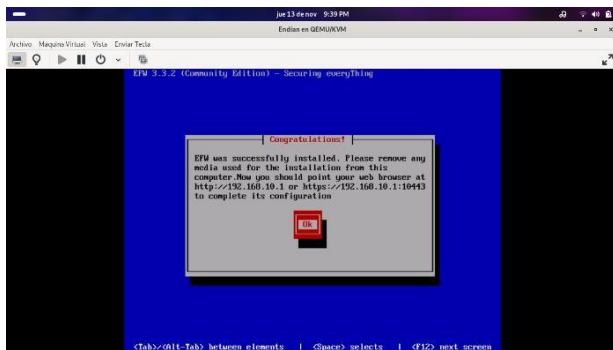 jue 13 de nov 9:39 PM
Endian en QEMU/KVM
Archivo Máquina Virtual Vista Enviar Tecla
EFW 3.3.2 (Community Edition) - Securing everyThing
Congratulations!
EFW was successfully installed. Please remove any
media used for the installation from this
computer.Now you should point your web browser at
http://192.168.10.1 or https://192.168.10.1:10443
to complete its configuration
Ok
<Tab>/<Alt-Tab> between elements | <Space> selects | <F12> next screen